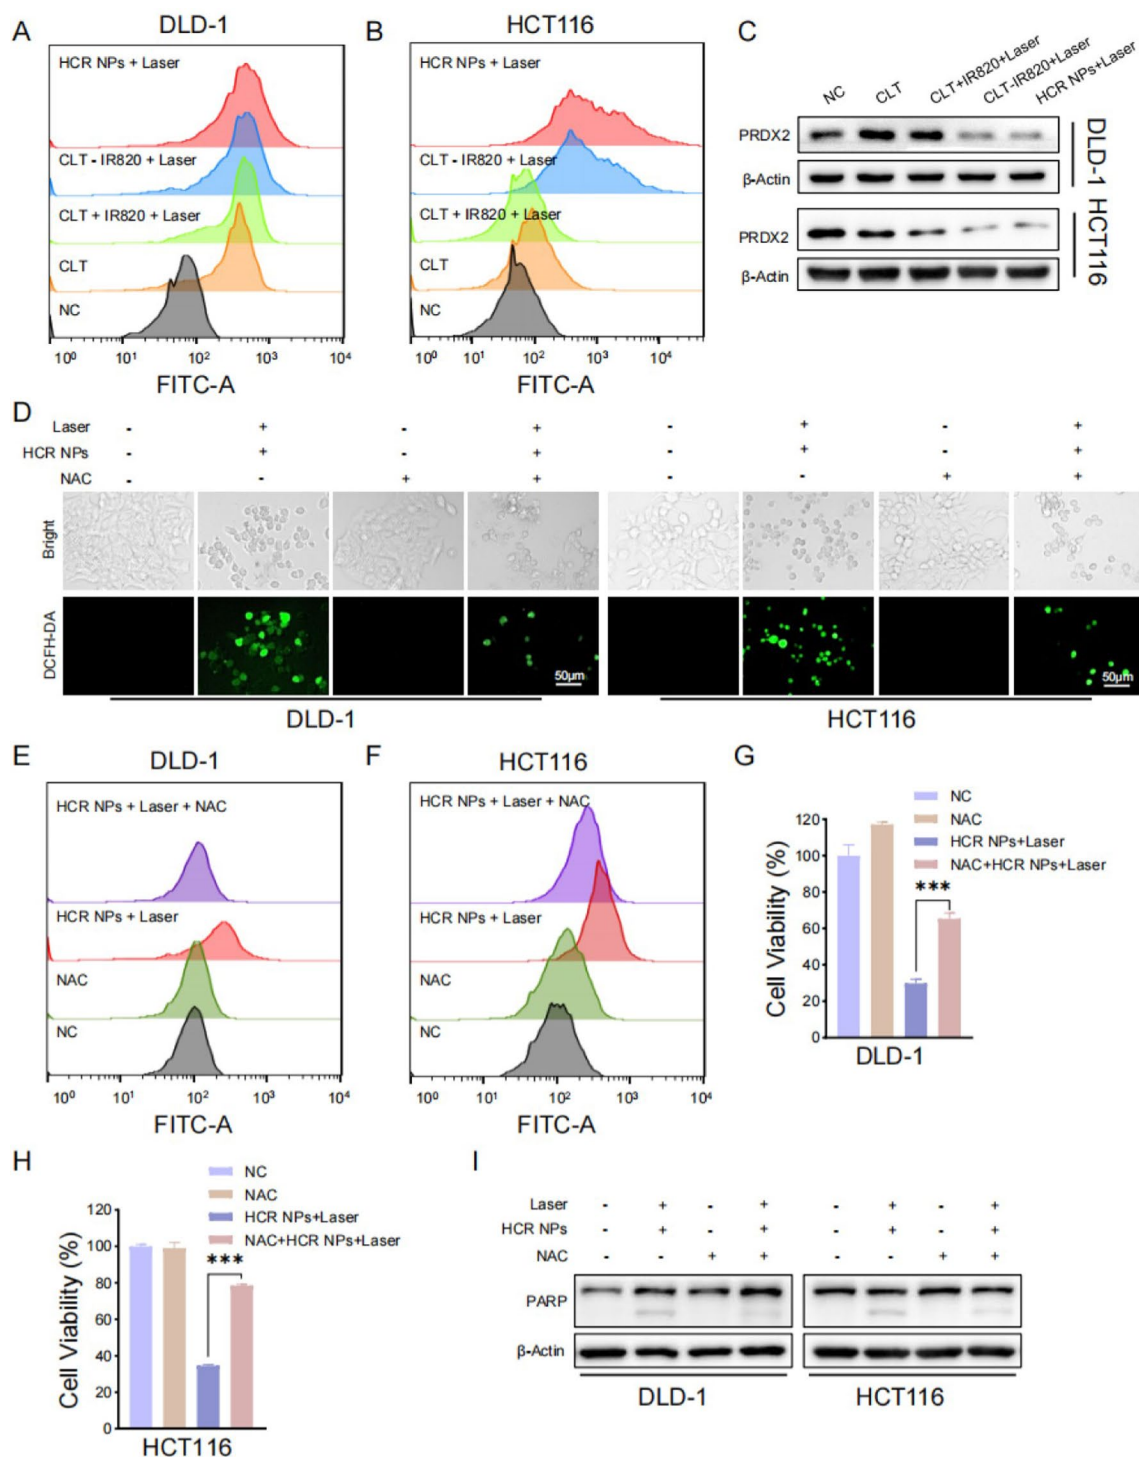 A
DLD-1
HCR NPs + Laser
CLT - IR820 + Laser
CLT + IR820 + Laser
CLT
NC
10⁰ 10¹ 10² 10³ 10⁴
FITC-A
B
HCT116
HCR NPs + Laser
CLT - IR820 + Laser
CLT + IR820 + Laser
CLT
NC
10⁰ 10¹ 10² 10³ 10⁴
FITC-A
C
NC
CLT
CLT+IR820+Laser
CLT-IR820+Laser
HCR NPs+Laser
PRDX2
β-Actin
DLD-1
PRDX2
β-Actin
HCT116
D
Laser - + - + - + - +
HCR NPs - + - + - + - +
NAC - - + + - - + +
Bright
DCFH-DA
50μm
50μm
DLD-1
HCT116
E
DLD-1
HCR NPs + Laser + NAC
HCR NPs + Laser
NAC
NC
10⁰ 10¹ 10² 10³ 10⁴
FITC-A
F
HCT116
HCR NPs + Laser + NAC
HCR NPs + Laser
NAC
NC
10⁰ 10¹ 10² 10³ 10⁴
FITC-A
G
NC
NAC
HCR NPs+Laser
NAC+HCR NPs+Laser
***
120
100
80
60
40
20
0
Cell Viability (%)
DLD-1
H
NC
NAC
HCR NPs+Laser
NAC+HCR NPs+Laser
***
120
100
80
60
40
20
0
Cell Viability (%)
HCT116
I
Laser - + - + - + - +
HCR NPs - + - + - + - +
NAC - - + + - - + +
PARP
β-Actin
DLD-1
HCT116